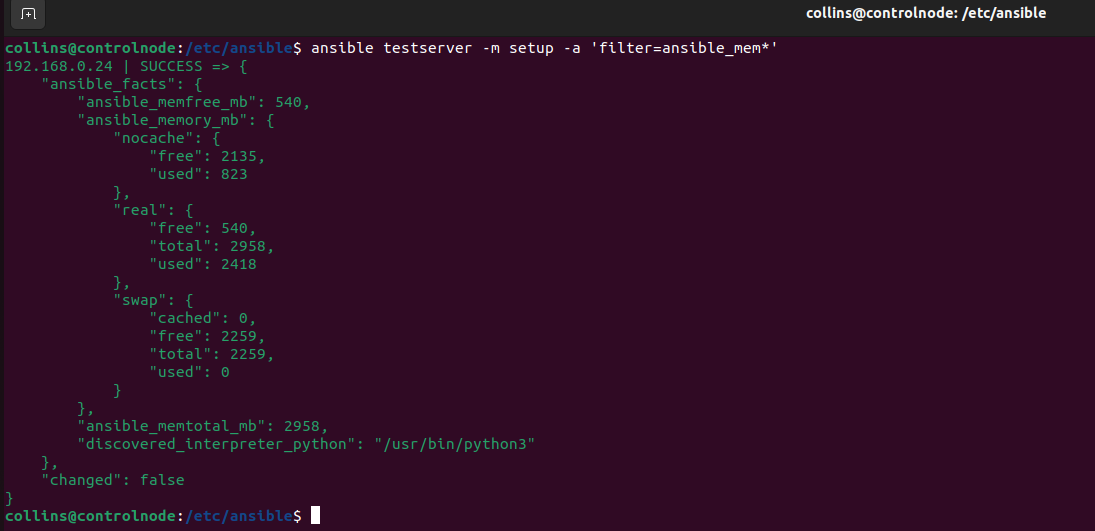 collins@controlnode: /etc/ansible
collins@controlnode:/etc/ansible$ ansible testserver -m setup -a 'filter=ansible_mem*'
192.168.0.24 | SUCCESS => {
    "ansible_facts": {
        "ansible_memfree_mb": 540,
        "ansible_memory_mb": {
            "nocache": {
                "free": 2135,
                "used": 823
            },
            "real": {
                "free": 540,
                "total": 2958,
                "used": 2418
            },
            "swap": {
                "cached": 0,
                "free": 2259,
                "total": 2259,
                "used": 0
            }
        },
        "ansible_memtotal_mb": 2958,
        "discovered_interpreter_python": "/usr/bin/python3"
    },
    "changed": false
}
collins@controlnode:/etc/ansible$